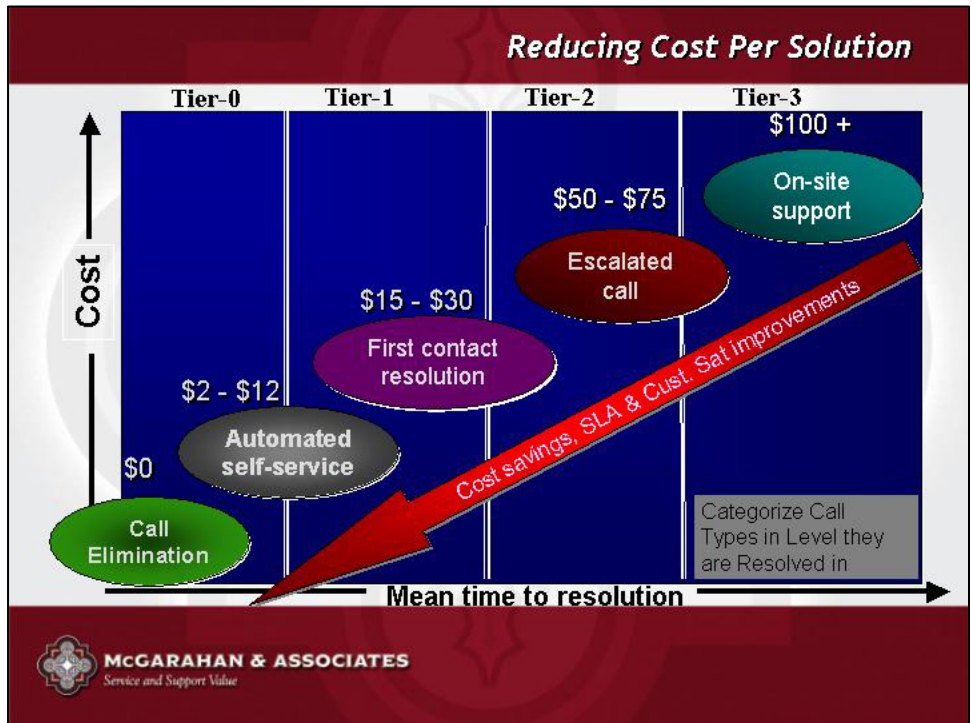 Reducing Cost Per Solution
Tier-0
Tier-1
Tier-2
Tier-3
$100 +
On-site
support
$50 - $75
Escalated
call
$15 - $30
First contact
resolution
$2 - $12
Automated
self-service
$0
Call
Elimination
Cost
Cost savings, SLA & Cust. Sat improvements
Categorize Call
Types in Level they
are Resolved in
Mean time to resolution
MCGARAHAN & ASSOCIATES
Service and Support Value